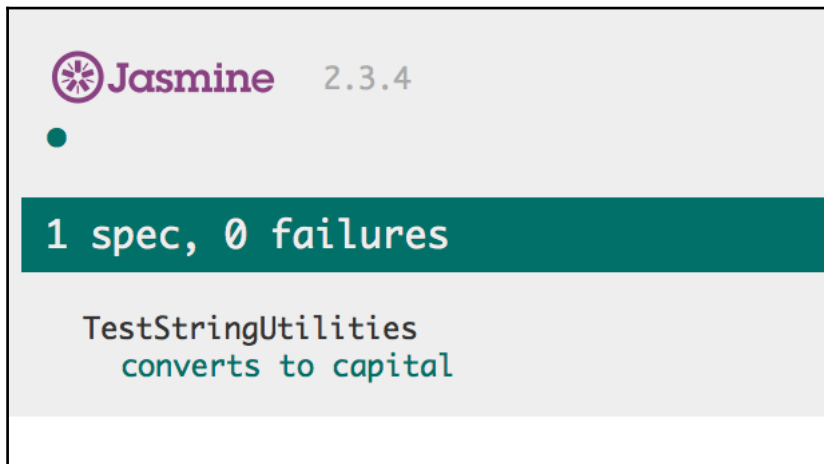 Jasmine 2.3.4
1 spec, 0 failures
TestStringUtilities
converts to capital